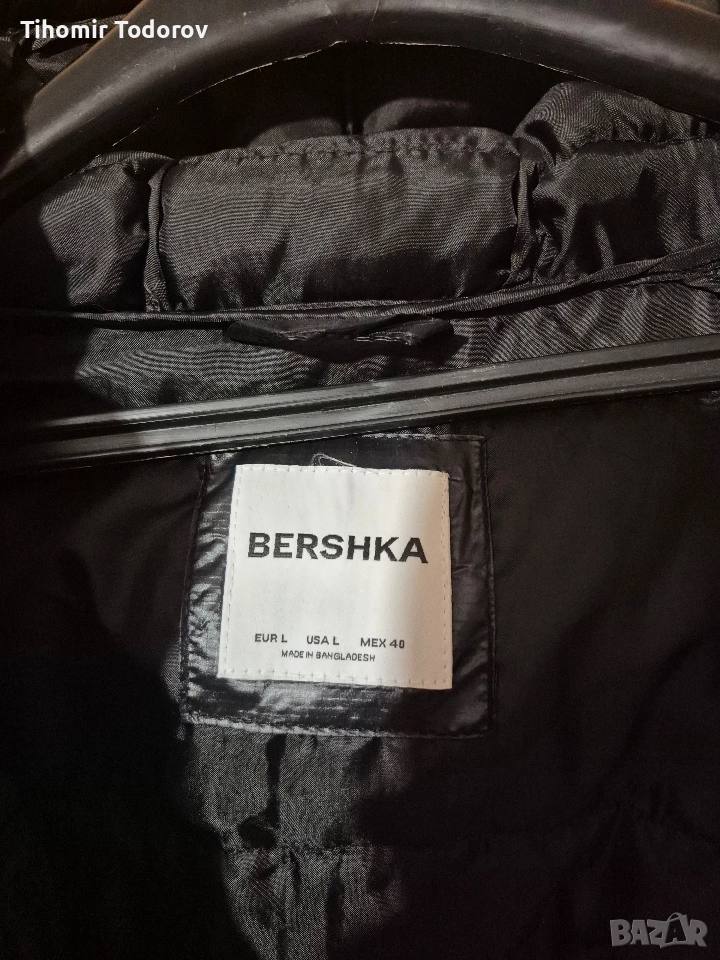 Tihomir Todorov
BERSHKA
EUR L USA L MEX 40
MADE IN BANGLADESH
BAZAR